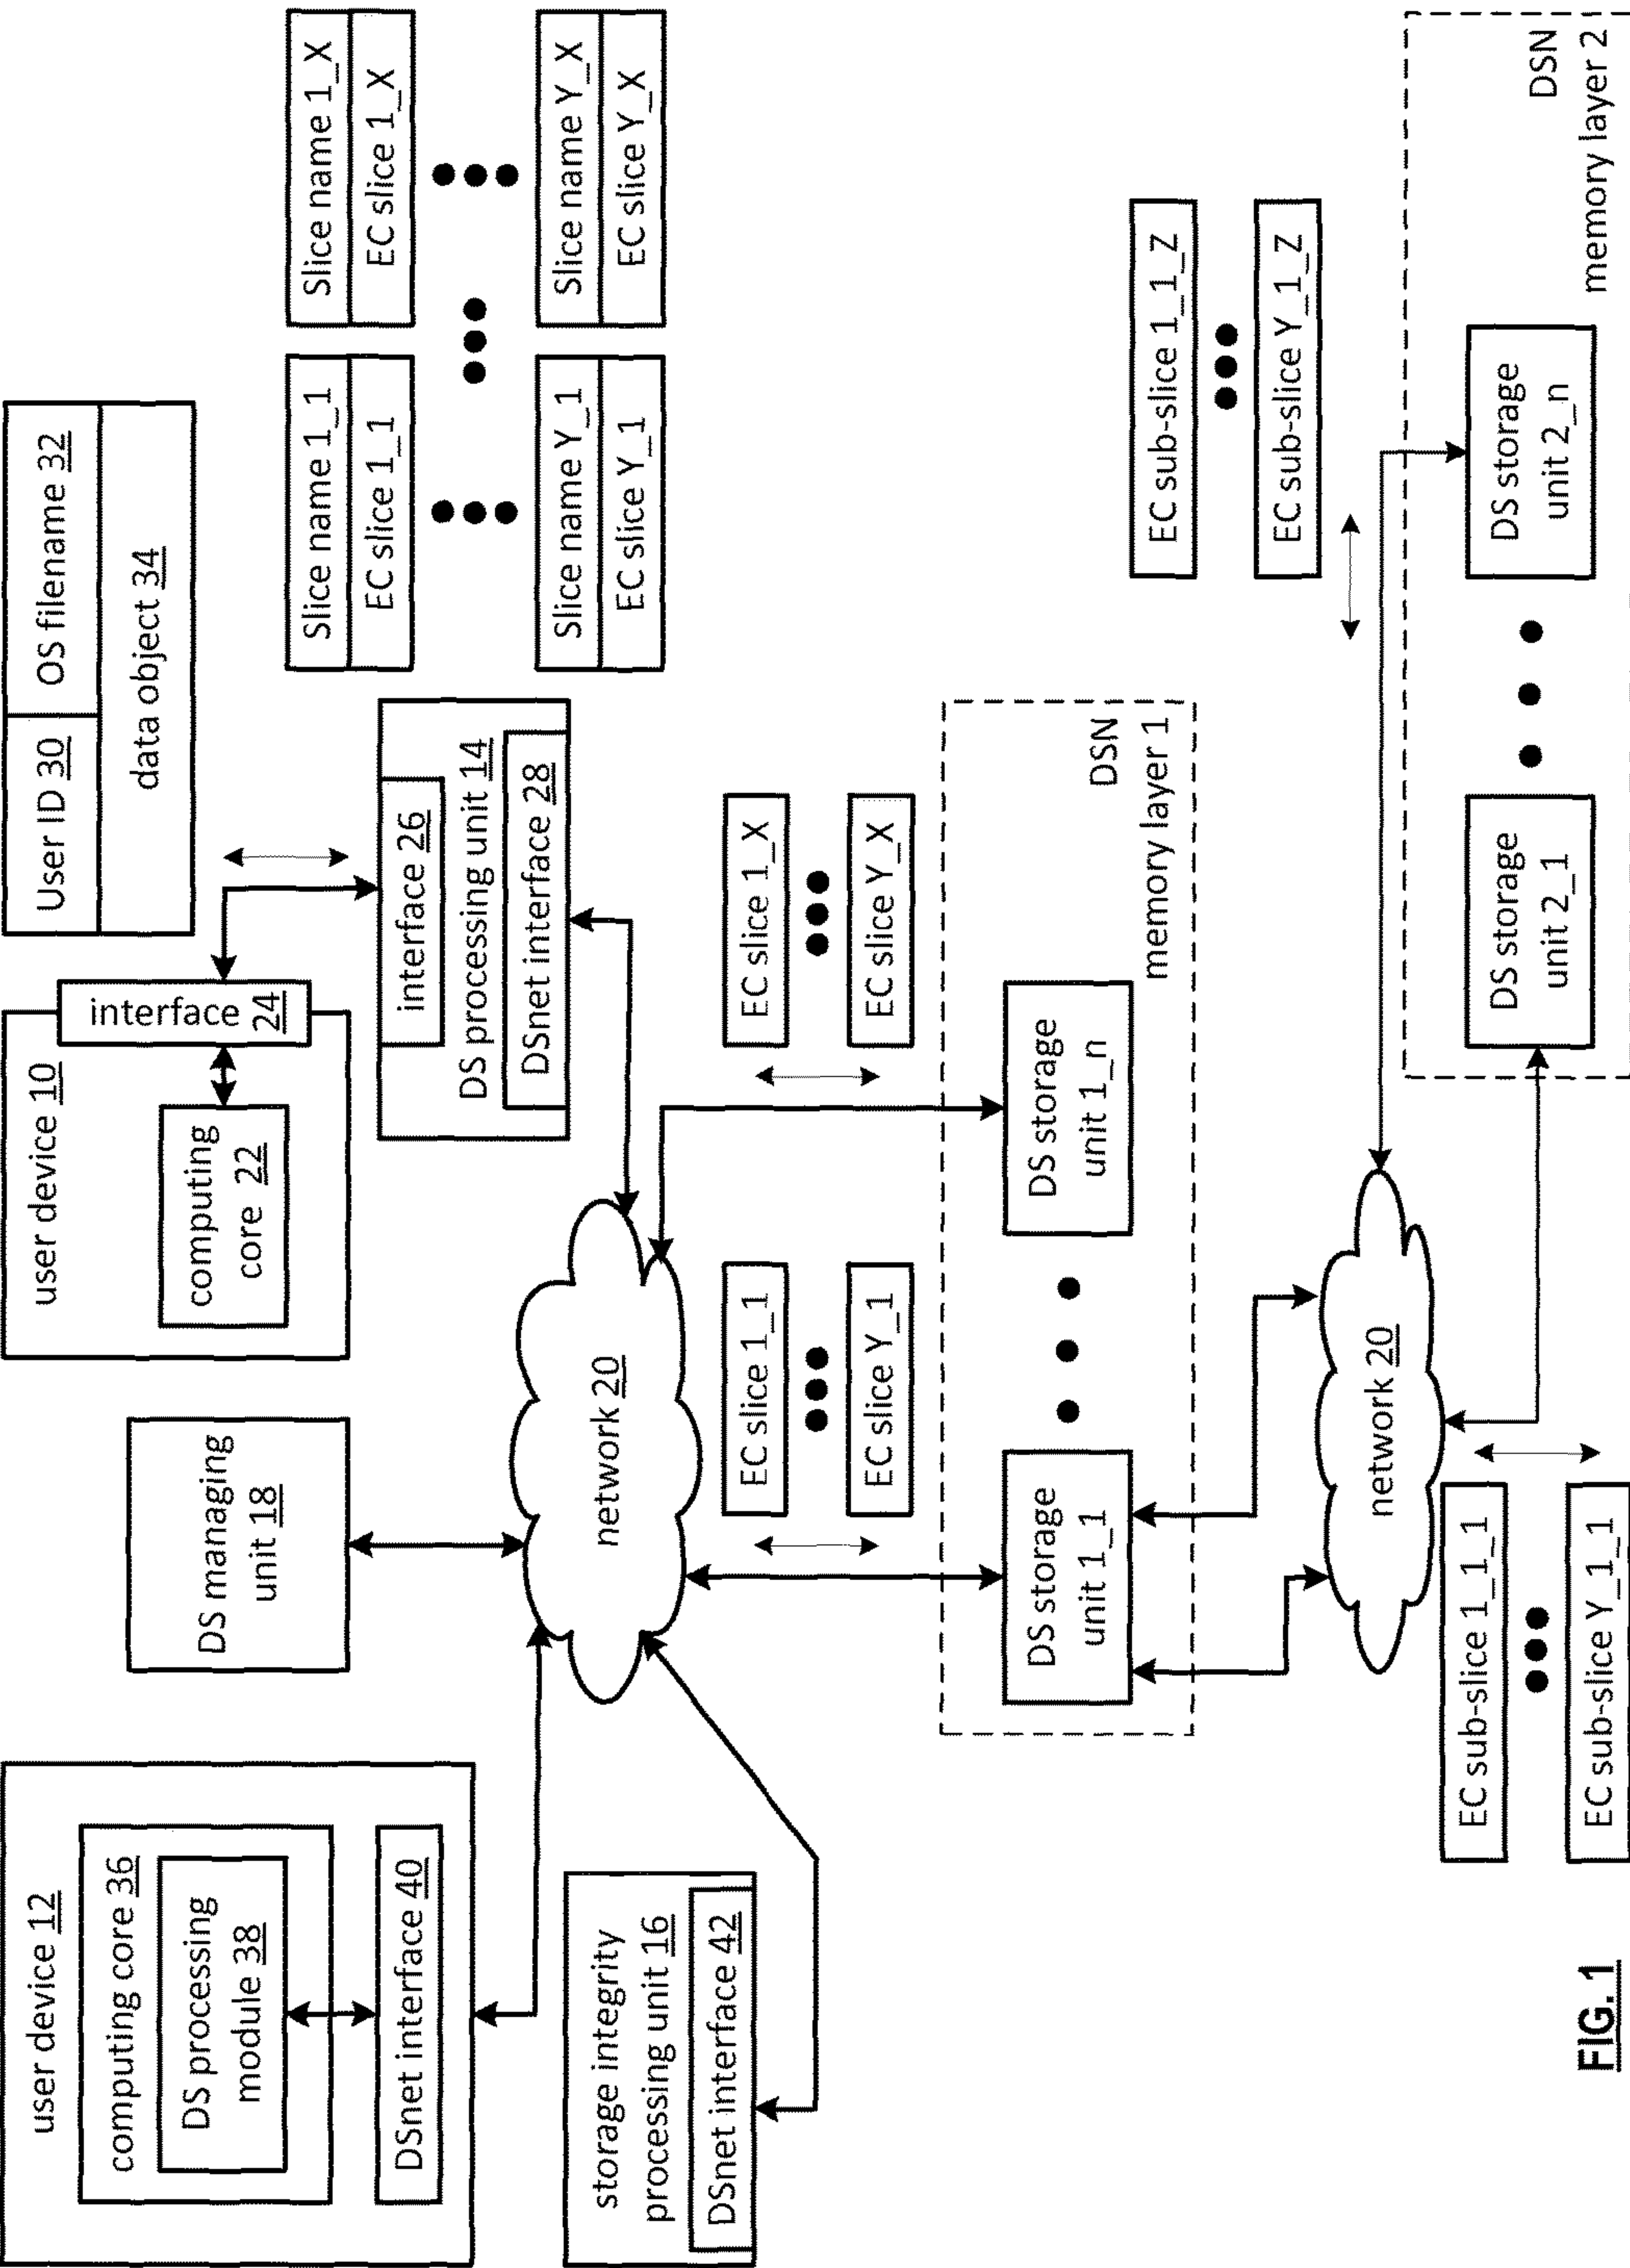 user device 12
computing core 36
DS processing
module 38
DSnet interface 40
DS managing
unit 18
user device 10
computing
core 22
interface 24
User ID 30
OS filename 32
data object 34
interface 26
DS processing unit 14
DSnet interface 28
Slice name 1_1
EC slice 1_1
Slice name 1_X
EC slice 1_X
Slice name Y_1
EC slice Y_1
Slice name Y_X
EC slice Y_X
storage integrity
processing unit 16
DSnet interface 42
network 20
EC slice 1_1
EC slice Y_1
EC slice 1_X
EC slice Y_X
DS storage
unit 1_1
DS storage
unit 1_n
DSN
memory layer 1
EC sub-slice 1_1_Z
EC sub-slice Y_1_Z
network 20
EC sub-slice 1_1_1
EC sub-slice Y_1_1
DS storage
unit 2_1
DS storage
unit 2_n
DSN
memory layer 2
FIG. 1